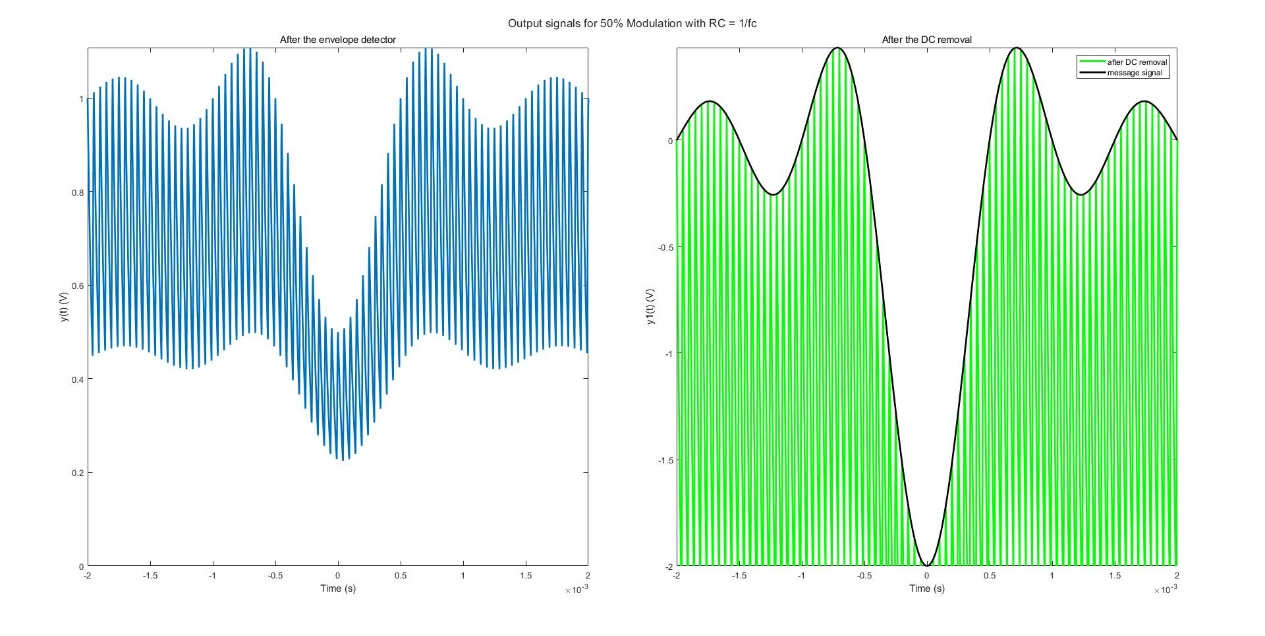 Output signals for 50% Modulation with RC = 1/fc
After the envelope detector
y(t) (V)
1
0.8
0.6
0.4
0.2
0
-2 -1.5 -1 -0.5 0 0.5 1 1.5 2
Time (s)
×10-3
After the DC removal
after DC removal
message signal
y1(t) (V)
0
-0.5
-1
-1.5
-2
-2 -1.5 -1 -0.5 0 0.5 1 1.5 2
Time (s)
×10-3